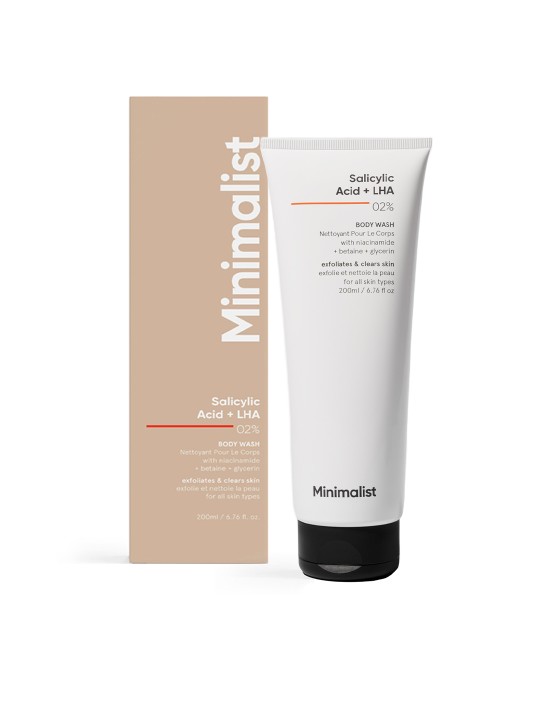 Minimalist
Salicylic
Acid + LHA
02%
BODY WASH
Nettoyant Pour Le Corps
with niacinamide
+ betaine + glycerin
exfoliates & clears skin
exfolie et nettoie la peau
for all skin types
200ml / 6.76 fl oz.
Salicylic
Acid + LHA
02%
BODY WASH
Nettoyant Pour Le Corps
with niacinamide
+ betaine + glycerin
exfoliates & clears skin
exfolie et nettoie la peau
for all skin types
200ml / 6.76 fl oz
Minimalist